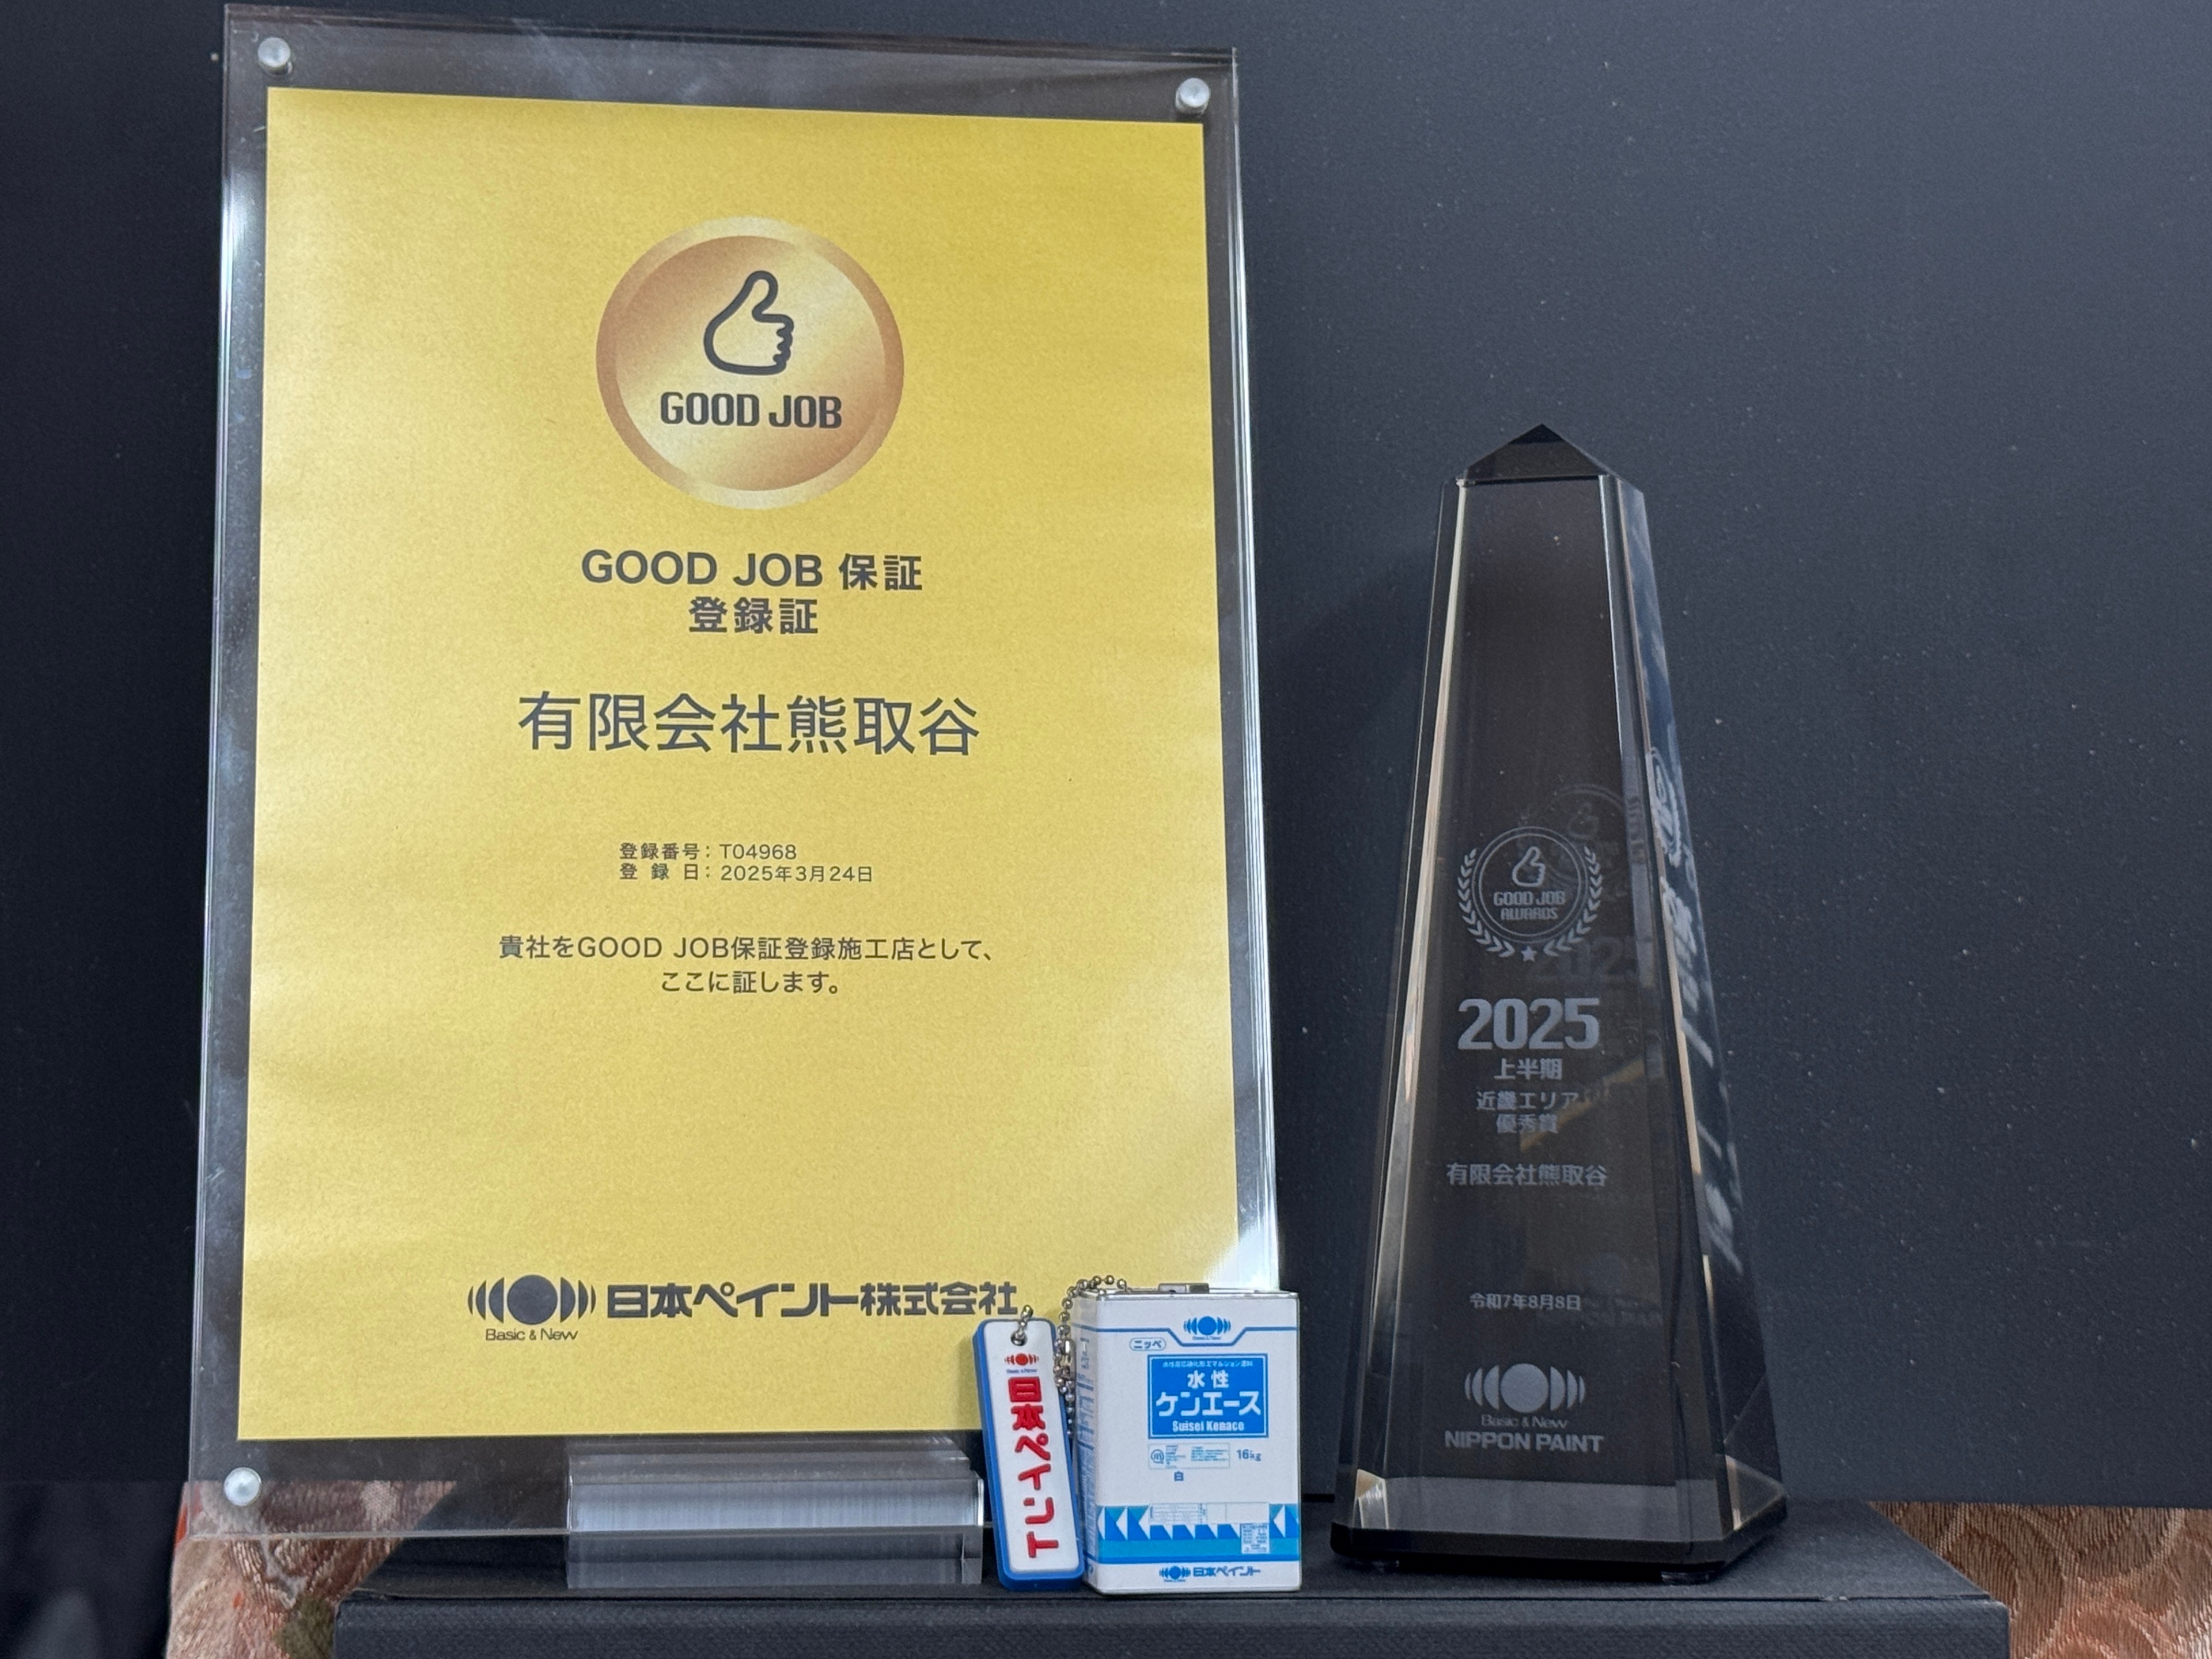 GOOD JOB
GOOD JOB 保証
登録証
有限会社熊取谷
登録番号：T04968
登 録 日：2025年3月24日
貴社をGOOD JOB保証登録施工店として、
ここに証します。
日本ペイント株式会社
Basic & New
日本ペイント
ニッペ
水性
ケンエース
Suisei Kenace
16kg
白
日本ペイント
GOOD JOB
AWARDS
2025
上半期
近畿エリア
優秀賞
有限会社熊取谷
令和7年8月8日
Basic & New
NIPPON PAINT